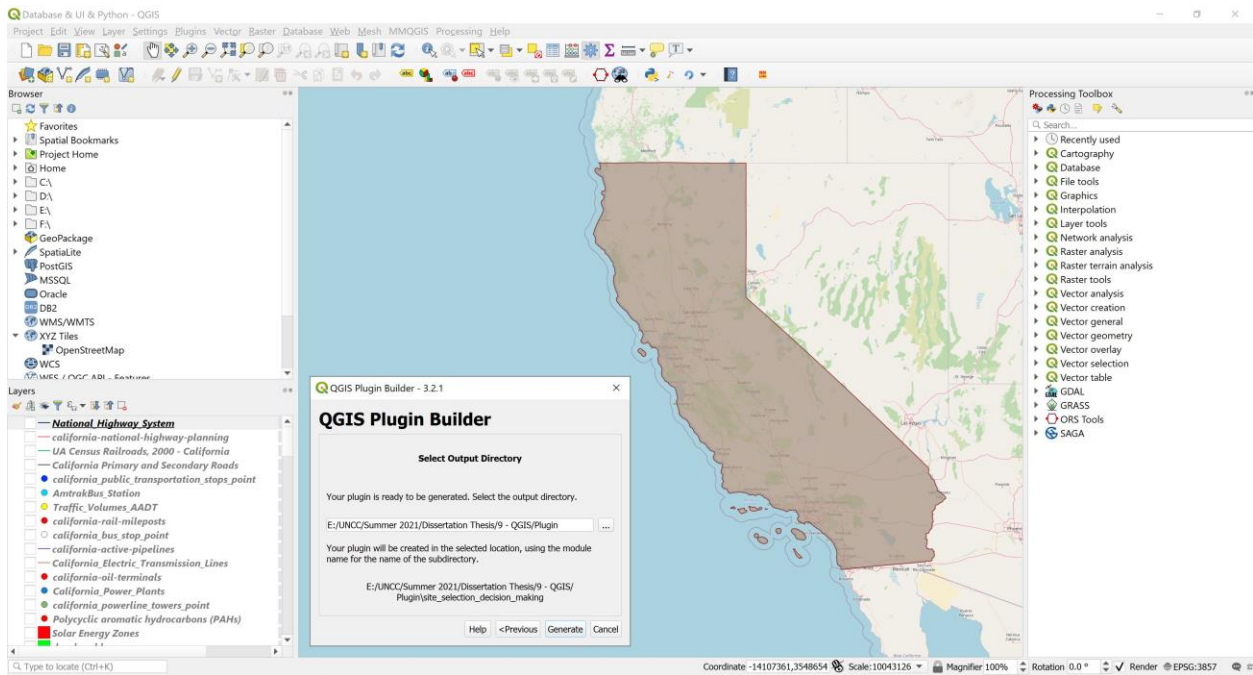 Database & UI & Python - QGIS
Project Edit View Layer Settings Plugins Vector Raster Database Web Mesh MMQGIS Processing Help
Browser
Favorites
Spatial Bookmarks
Project Home
Home
C:\
D:\
E:\
F:\
GeoPackage
SpatiaLite
PostGIS
MSSQL
Oracle
DB2
WMS/WMTS
XYZ Tiles
OpenStreetMap
WCS
WFS / OGC API - Features
Layers
National_Highway_System
california-national-highway-planning
UA Census Railroads, 2000 - California
California Primary and Secondary Roads
california_public_transportation_stops_point
AmtrakBus_Station
Traffic_Volumes_AADT
california-rail-mileposts
california_bus_stop_point
california-active-pipelines
California_Electric_Transmission_Lines
california-oil-terminals
California_Power_Plants
california_powerline_towers_point
Polycyclic aromatic hydrocarbons (PAHs)
Solar Energy Zones
QGIS Plugin Builder - 3.2.1
QGIS Plugin Builder
Select Output Directory
Your plugin is ready to be generated. Select the output directory.
E:/UNCC/Summer 2021/Dissertation Thesis/9 - QGIS/Plugin
...
Your plugin will be created in the selected location, using the module
name for the name of the subdirectory.
E:/UNCC/Summer 2021/Dissertation Thesis/9 - QGIS/
Plugin\site_selection_decision_making
Help <Previous Generate Cancel
Processing Toolbox
Search...
Recently used
Cartography
Database
File tools
Graphics
Interpolation
Layer tools
Network analysis
Raster analysis
Raster terrain analysis
Raster tools
Vector analysis
Vector creation
Vector general
Vector geometry
Vector overlay
Vector selection
Vector table
GDAL
GRASS
ORS Tools
SAGA
Type to locate (Ctrl+K)
Coordinate -14107361,3548654 Scale 1:10043126 Magnifier 100% Rotation 0.0 ° Render EPSG:3857